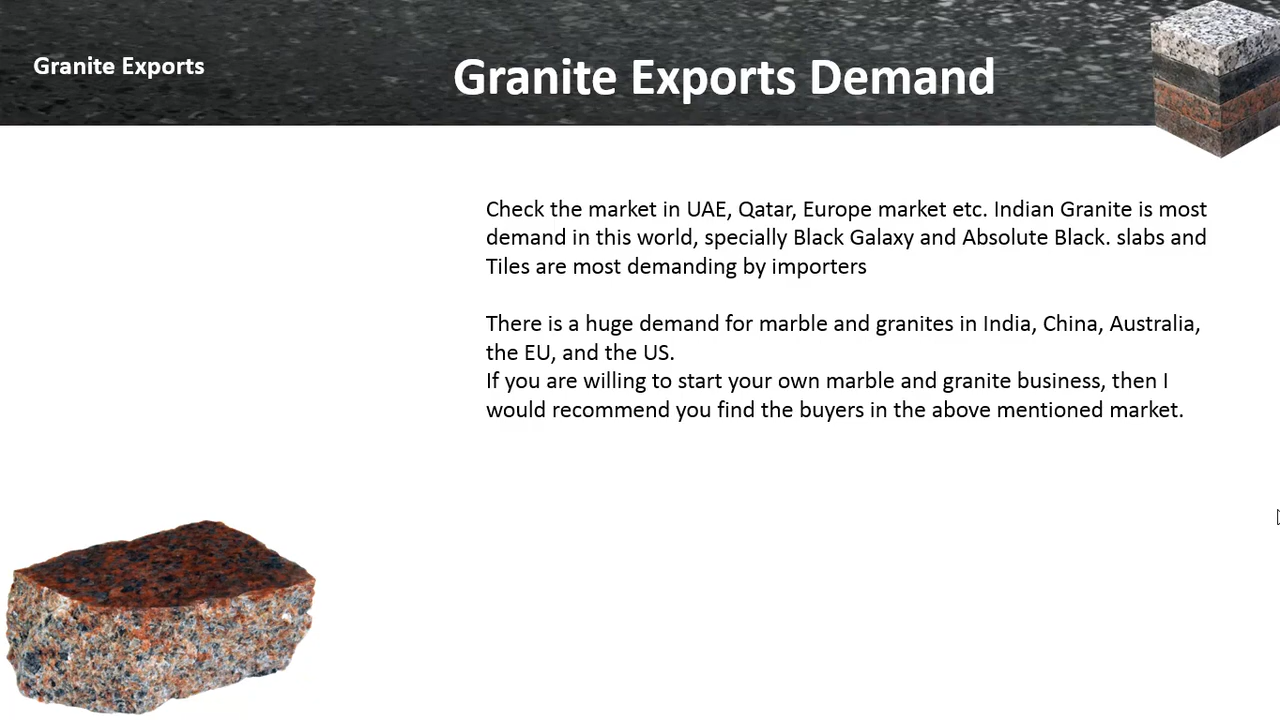 Granite Exports
Granite Exports Demand
Check the market in UAE, Qatar, Europe market etc. Indian Granite is most
demand in this world, specially Black Galaxy and Absolute Black. slabs and
Tiles are most demanding by importers
There is a huge demand for marble and granites in India, China, Australia,
the EU, and the US.
If you are willing to start your own marble and granite business, then I
would recommend you find the buyers in the above mentioned market.